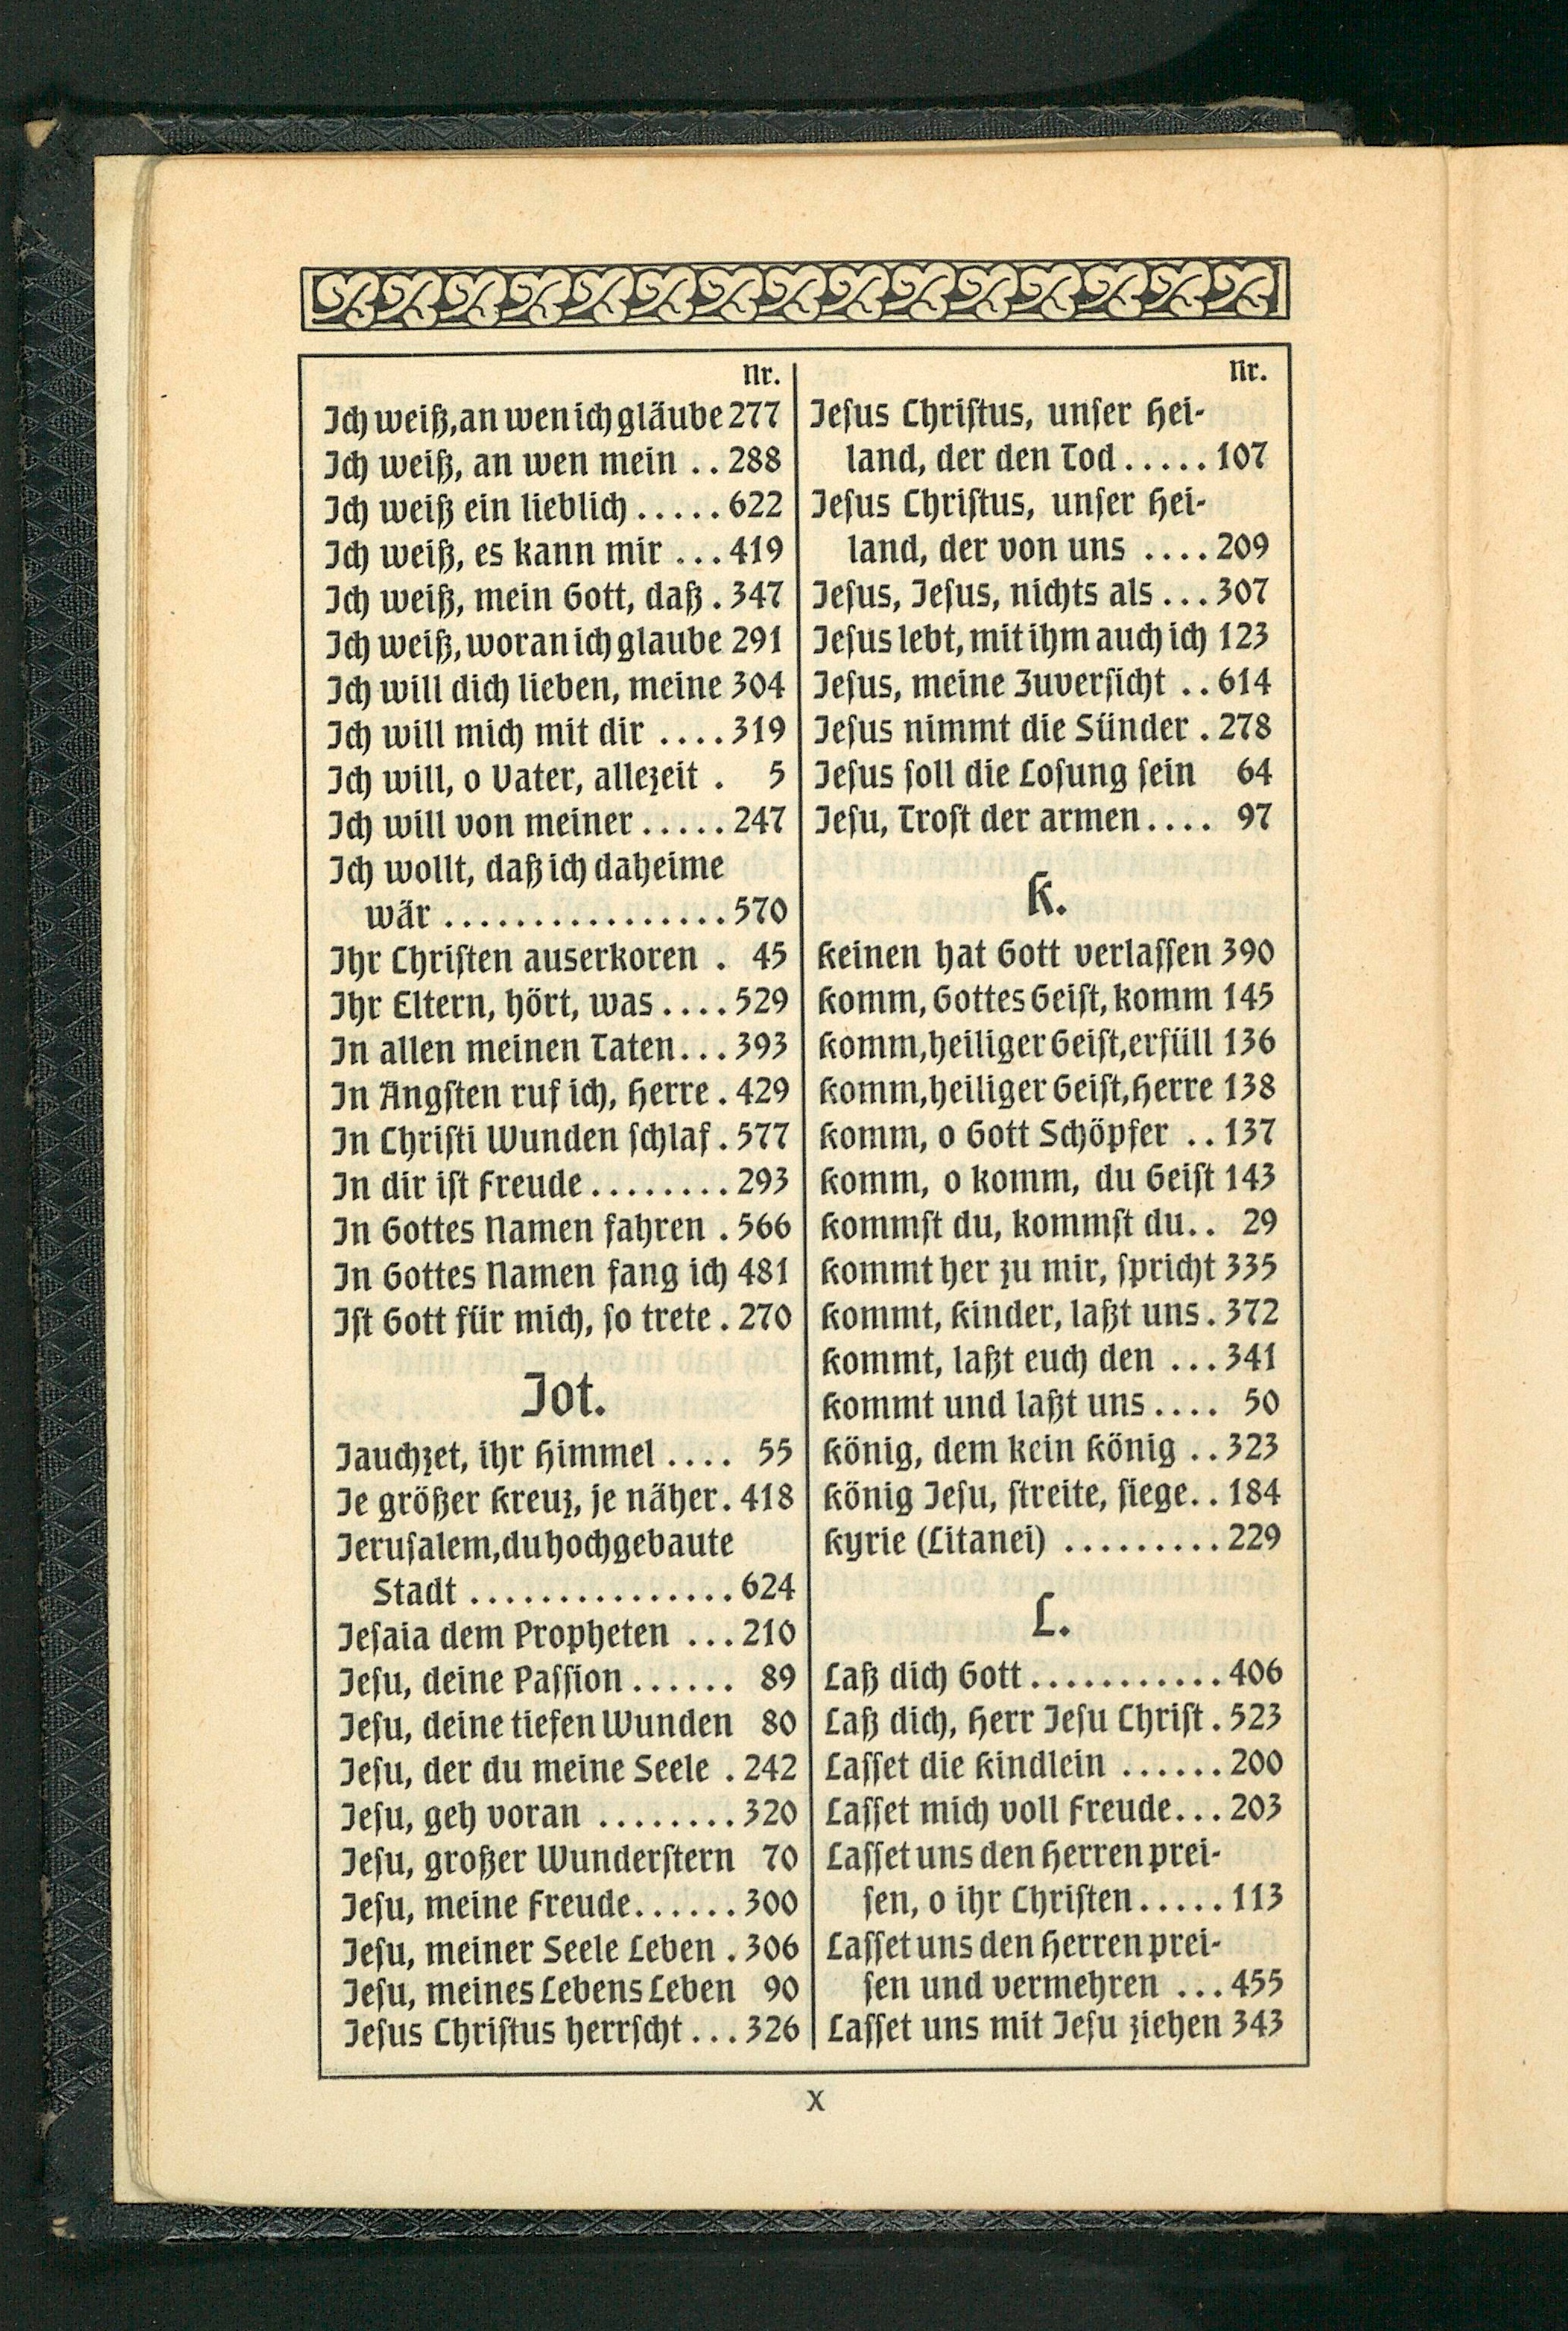 Nr.
Ich weiß, an wen ich gläube 277
Ich weiß, an wen mein .. 288
Ich weiß ein lieblich ..... 622
Ich weiß, es kann mir ... 419
Ich weiß, mein Gott, daß . 347
Ich weiß, woran ich glaube 291
Ich will dich lieben, meine 304
Ich will mich mit dir .... 319
Ich will, o Vater, allezeit . 5
Ich will von meiner ..... 247
Ich wollt, daß ich daheime
wär ................ 570
Ihr Christen auserkoren . 45
Ihr Eltern, hört, was .... 529
In allen meinen Taten... 393
In Ängsten ruf ich, Herre . 429
In Christi Wunden schlaf . 577
In dir ist Freude ........ 293
In Gottes Namen fahren . 566
In Gottes Namen fang ich 481
Ist Gott für mich, so trete . 270
Jot.
Jauchzet, ihr Himmel .... 55
Je größer Kreuz, je näher. 418
Jerusalem, du hochgebaute
Stadt ............... 624
Jesaia dem Propheten ... 210
Jesu, deine Passion ...... 89
Jesu, deine tiefen Wunden 80
Jesu, der du meine Seele . 242
Jesu, geh voran ........ 320
Jesu, großer Wunderstern 70
Jesu, meine Freude...... 300
Jesu, meiner Seele Leben . 306
Jesu, meines Lebens Leben 90
Jesus Christus herrscht ... 326
Nr.
Jesus Christus, unser Hei-
land, der den Tod ..... 107
Jesus Christus, unser Hei-
land, der von uns .... 209
Jesus, Jesus, nichts als ... 307
Jesus lebt, mit ihm auch ich 123
Jesus, meine Zuversicht .. 614
Jesus nimmt die Sünder . 278
Jesus soll die Losung sein 64
Jesu, Trost der armen.... 97
K.
Keinen hat Gott verlassen 390
Komm, Gottes Geist, komm 145
Komm, heiliger Geist, erfüll 136
Komm, heiliger Geist, Herre 138
Komm, o Gott Schöpfer .. 137
Komm, o komm, du Geist 143
Kommst du, kommst du.. 29
Kommt her zu mir, spricht 335
Kommt, Kinder, laßt uns . 372
Kommt, laßt euch den ... 341
Kommt und laßt uns .... 50
König, dem kein König .. 323
König Jesu, streite, siege.. 184
Kyrie (Litanei) ......... 229
L.
Laß dich Gott ........... 406
Laß dich, Herr Jesu Christ . 523
Lasset die Kindlein ...... 200
Lasset mich voll Freude... 203
Lasset uns den Herren prei-
sen, o ihr Christen ..... 113
Lasset uns den Herren prei-
sen und vermehren ... 455
Lasset uns mit Jesu ziehen 343
X